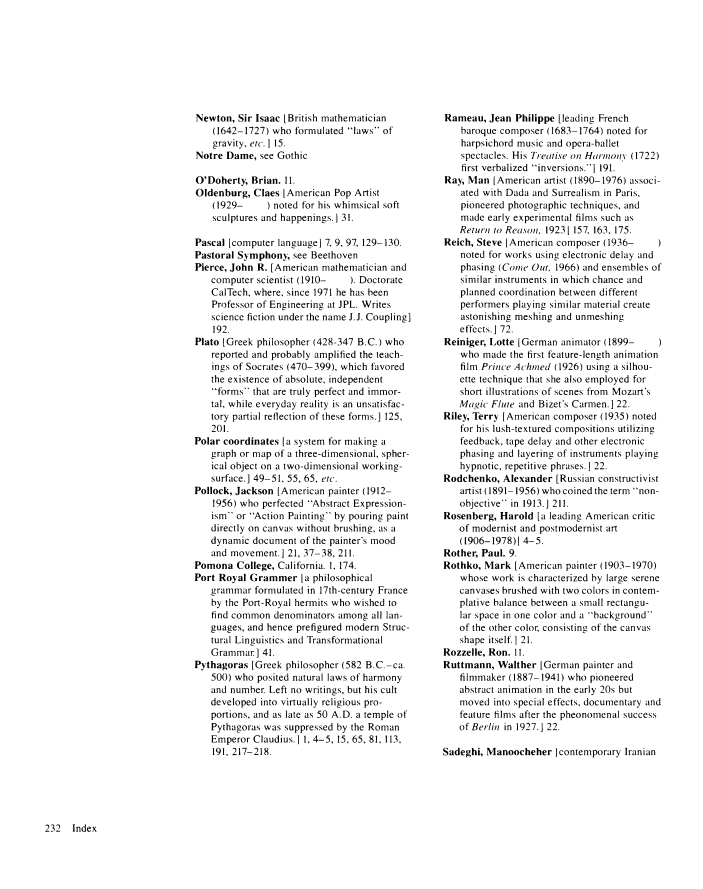 Newton, Sir Isaac [British mathematician
(1642–1727) who formulated “laws” of
gravity, etc.] 15.
Notre Dame, see Gothic
O'Doherty, Brian. 11.
Oldenburg, Claes [American Pop Artist
(1929– ) noted for his whimsical soft
sculptures and happenings.] 31.
Pascal [computer language] 7, 9, 97, 129–130.
Pastoral Symphony, see Beethoven
Pierce, John R. [American mathematician and
computer scientist (1910– ). Doctorate
CalTech, where, since 1971 he has been
Professor of Engineering at JPL. Writes
science fiction under the name J.J. Coupling]
192.
Plato [Greek philosopher (428-347 B.C.) who
reported and probably amplified the teach-
ings of Socrates (470–399), which favored
the existence of absolute, independent
“forms” that are truly perfect and immor-
tal, while everyday reality is an unsatisfac-
tory partial reflection of these forms.] 125,
201.
Polar coordinates [a system for making a
graph or map of a three-dimensional, spher-
ical object on a two-dimensional working-
surface.] 49–51, 55, 65, etc.
Pollock, Jackson [American painter (1912–
1956) who perfected “Abstract Expression-
ism” or “Action Painting” by pouring paint
directly on canvas without brushing, as a
dynamic document of the painter's mood
and movement.] 21, 37–38, 211.
Pomona College, California. 1, 174.
Port Royal Grammer [a philosophical
grammar formulated in 17th-century France
by the Port-Royal hermits who wished to
find common denominators among all lan-
guages, and hence prefigured modern Struc-
tural Linguistics and Transformational
Grammar.] 41.
Pythagoras [Greek philosopher (582 B.C.–ca.
500) who posited natural laws of harmony
and number. Left no writings, but his cult
developed into virtually religious pro-
portions, and as late as 50 A.D. a temple of
Pythagoras was suppressed by the Roman
Emperor Claudius.] 1, 4–5, 15, 65, 81, 113,
191, 217–218.
Rameau, Jean Philippe [leading French
baroque composer (1683–1764) noted for
harpsichord music and opera-ballet
spectacles. His Treatise on Harmony (1722)
first verbalized “inversions.”] 191.
Ray, Man [American artist (1890–1976) associ-
ated with Dada and Surrealism in Paris,
pioneered photographic techniques, and
made early experimental films such as
Return to Reason, 1923[ 157, 163, 175.
Reich, Steve [American composer (1936– )
noted for works using electronic delay and
phasing (Come Out, 1966) and ensembles of
similar instruments in which chance and
planned coordination between different
performers playing similar material create
astonishing meshing and unmeshing
effects.] 72.
Reiniger, Lotte [German animator (1899– )
who made the first feature-length animation
film Prince Achmed (1926) using a silhou-
ette technique that she also employed for
short illustrations of scenes from Mozart's
Magic Flute and Bizet's Carmen.] 22.
Riley, Terry [American composer (1935) noted
for his lush-textured compositions utilizing
feedback, tape delay and other electronic
phasing and layering of instruments playing
hypnotic, repetitive phrases.] 22.
Rodchenko, Alexander [Russian constructivist
artist (1891–1956) who coined the term “non-
objective” in 1913.] 211.
Rosenberg, Harold [a leading American critic
of modernist and postmodernist art
(1906–1978)] 4–5.
Rother, Paul. 9.
Rothko, Mark [American painter (1903–1970)
whose work is characterized by large serene
canvases brushed with two colors in contem-
plative balance between a small rectangu-
lar space in one color and a “background”
of the other color, consisting of the canvas
shape itself.] 21.
Rozzelle, Ron. 11.
Ruttmann, Walther [German painter and
filmmaker (1887–1941) who pioneered
abstract animation in the early 20s but
moved into special effects, documentary and
feature films after the pheonomenal success
of Berlin in 1927.] 22.
Sadeghi, Manoocheher [contemporary Iranian
232 Index